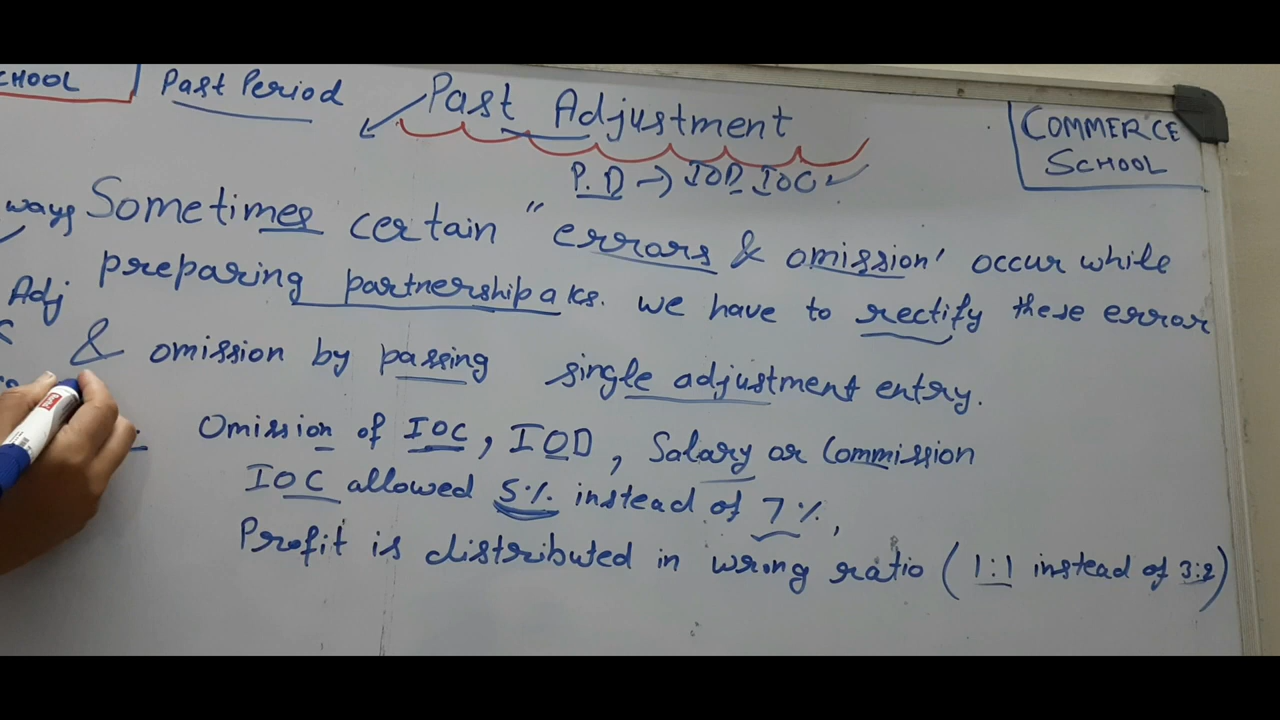 CHOOL
Past Period
Past Adjustment
COMMERCE
SCHOOL
P.D → IOD IOC ✓
ways
Sometimes certain " errors & omission' occur while
Adj
preparing partnership a/cs. we have to rectify these error
& omission by passing single adjustment entry.
Omission of IOC, IOD, Salary or Commission
IOC allowed 5% instead of 7%,
Profit is distributed in wrong ratio (1:1 instead of 3:2)